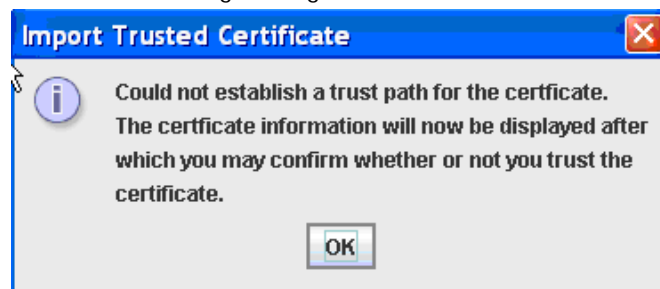 Import Trusted Certificate
Could not establish a trust path for the certficate.
The certficate information will now be displayed after
which you may confirm whether or not you trust the
certificate.
OK